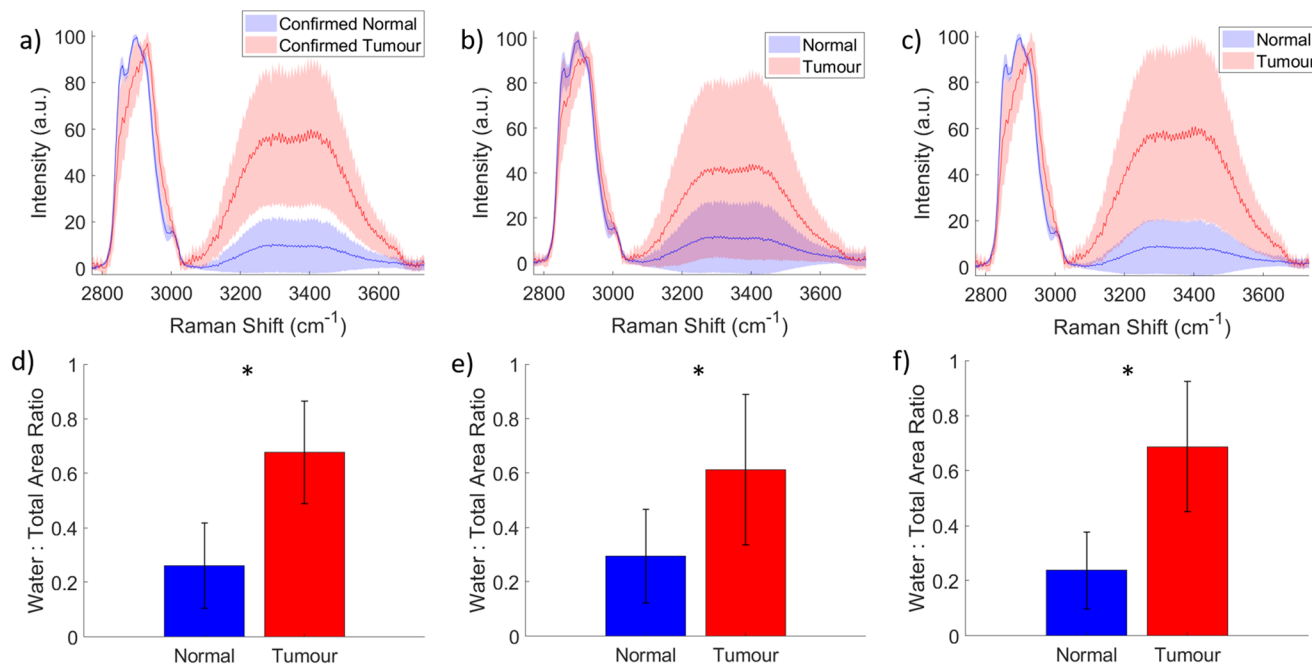 a)
Confirmed Normal
Confirmed Tumour
100
80
60
40
20
0
Intensity (a.u.)
2800 3000 3200 3400 3600
Raman Shift (cm-1)
b)
Normal
Tumour
100
80
60
40
20
0
Intensity (a.u.)
2800 3000 3200 3400 3600
Raman Shift (cm-1)
c)
Normal
Tumour
100
80
60
40
20
0
Intensity (a.u.)
2800 3000 3200 3400 3600
Raman Shift (cm-1)
d)
*
1
0.8
0.6
0.4
0.2
0
Water : Total Area Ratio
Normal Tumour
e)
*
1
0.8
0.6
0.4
0.2
0
Water : Total Area Ratio
Normal Tumour
f)
*
1
0.8
0.6
0.4
0.2
0
Water : Total Area Ratio
Normal Tumour